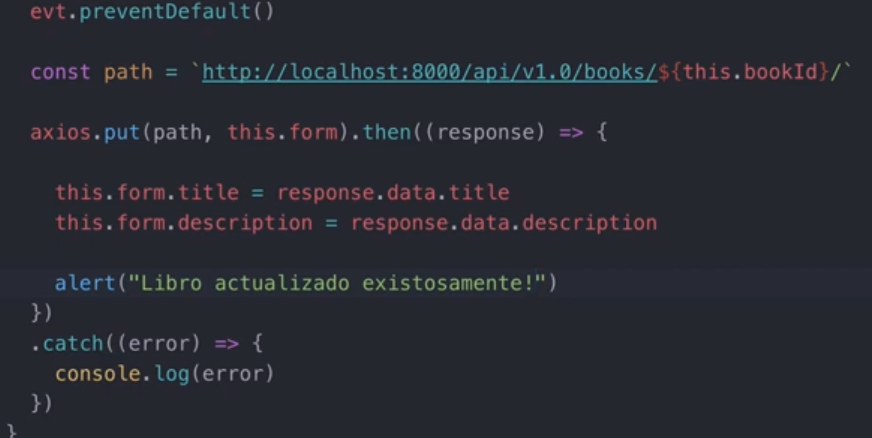 evt.preventDefault()
const path = `http://localhost:8000/api/v1.0/books/${this.bookId}/`
axios.put(path, this.form).then((response) => {
this.form.title = response.data.title
this.form.description = response.data.description
alert("Libro actualizado existosamente!")
})
.catch((error) => {
console.log(error)
})
}